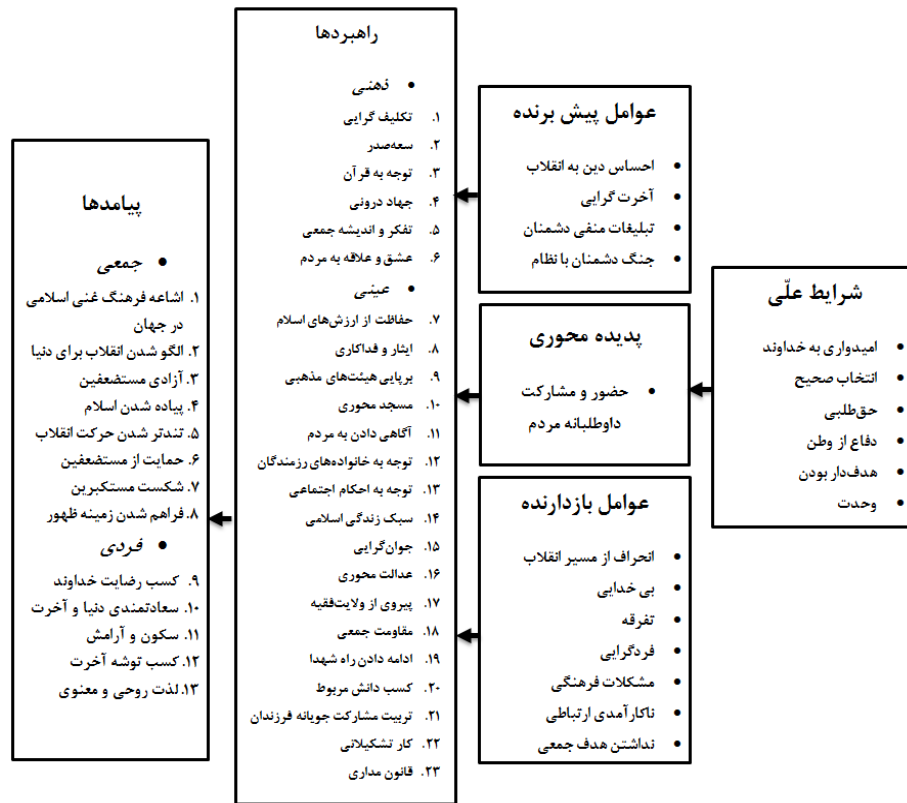 شرایط علّی
• امیدواری به خداوند
• انتخاب صحیح
• حق‌طلبی
• دفاع از وطن
• هدف‌دار بودن
• وحدت
عوامل پیش برنده
• احساس دین به انقلاب
• آخرت گرایی
• تبلیغات منفی دشمنان
• جنگ دشمنان با نظام
پدیده محوری
• حضور و مشارکت
داوطلبانه مردم
عوامل بازدارنده
• انحراف از مسیر انقلاب
• بی خدایی
• تفرقه
• فردگرایی
• مشکلات فرهنگی
• ناکارآمدی ارتباطی
• نداشتن هدف جمعی
راهبردها
• ذهنی
۱. تکلیف گرایی
۲. سعه‌صدر
۳. توجه به قرآن
۴. جهاد درونی
۵. تفکر و اندیشه جمعی
۶. عشق و علاقه به مردم
• عینی
۷. حفاظت از ارزش‌های اسلام
۸. ایثار و فداکاری
۹. برپایی هیئت‌های مذهبی
۱۰. مسجد محوری
۱۱. آگاهی دادن به مردم
۱۲. توجه به خانواده‌های رزمندگان
۱۳. توجه به احکام اجتماعی
۱۴. سبک زندگی اسلامی
۱۵. جوان‌گرایی
۱۶. عدالت محوری
۱۷. پیروی از ولایت‌فقیه
۱۸. مقاومت جمعی
۱۹. ادامه دادن راه شهدا
۲۰. کسب دانش مربوط
۲۱. تربیت مشارکت جویانه فرزندان
۲۲. کار تشکیلاتی
۲۳. قانون مداری
پیامدها
• جمعی
۱. اشاعه فرهنگ غنی اسلامی
در جهان
۲. الگو شدن انقلاب برای دنیا
۳. آزادی مستضعفین
۴. پیاده شدن اسلام
۵. تندتر شدن حرکت انقلاب
۶. حمایت از مستضعفین
۷. شکست مستکبرین
۸. فراهم شدن زمینه ظهور
• فردی
۹. کسب رضایت خداوند
۱۰. سعادتمندی دنیا و آخرت
۱۱. سکون و آرامش
۱۲. کسب توشه آخرت
۱۳. لذت روحی و معنوی